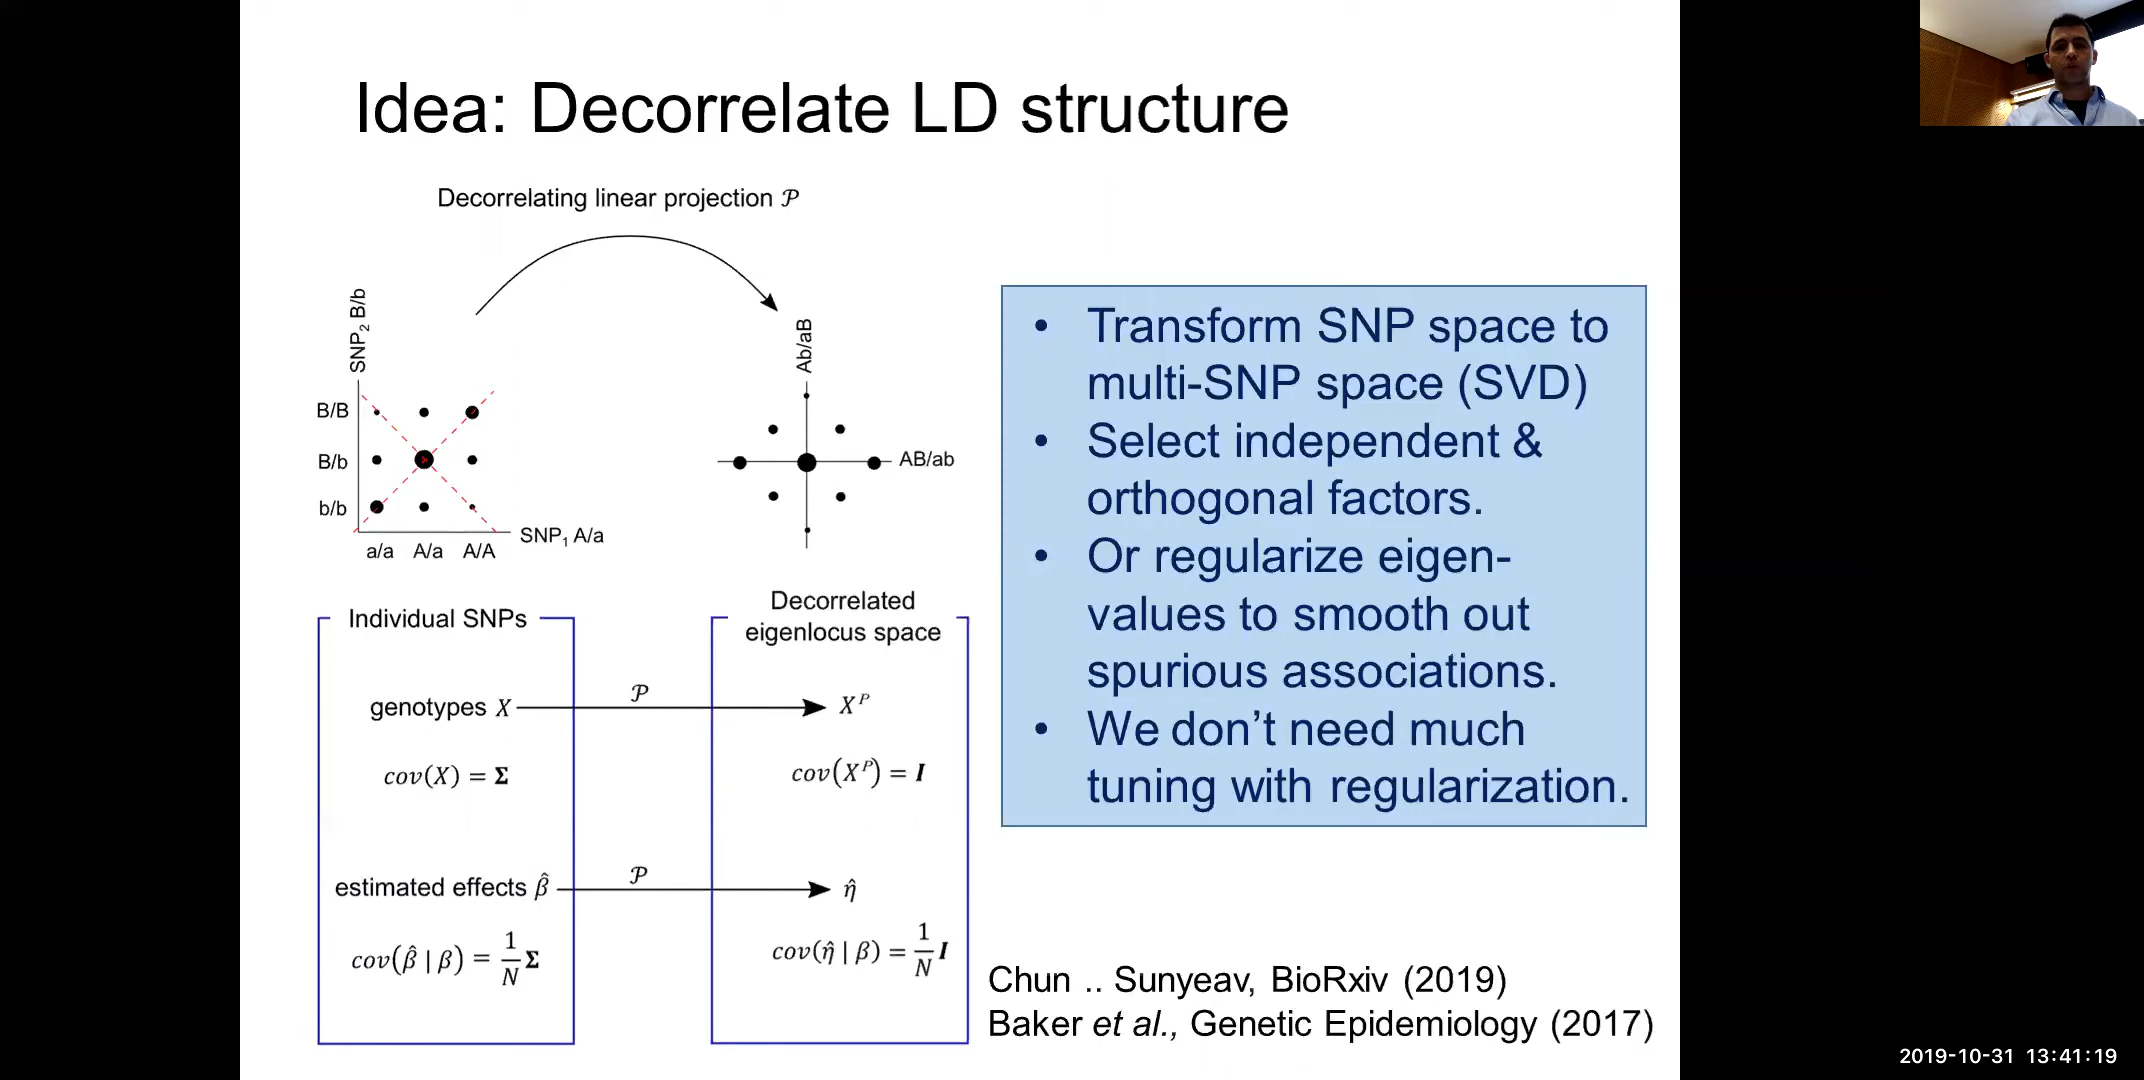 Idea: Decorrelate LD structure
Decorrelating linear projection 𝒫
SNP₂ B/b
B/B
B/b
b/b
a/a A/a A/A
SNP₁ A/a
Ab/aB
AB/ab
Individual SNPs
genotypes X
cov(X) = Σ
estimated effects β̂
cov(β̂ | β) = 1/N Σ
𝒫
𝒫
Decorrelated
eigenlocus space
Xᴾ
cov(Xᴾ) = I
η̂
cov(η̂ | β) = 1/N I
• Transform SNP space to
multi-SNP space (SVD)
• Select independent &
orthogonal factors.
• Or regularize eigen-
values to smooth out
spurious associations.
• We don’t need much
tuning with regularization.
Chun .. Sunyeav, BioRxiv (2019)
Baker et al., Genetic Epidemiology (2017)
2019-10-31 13:41:19